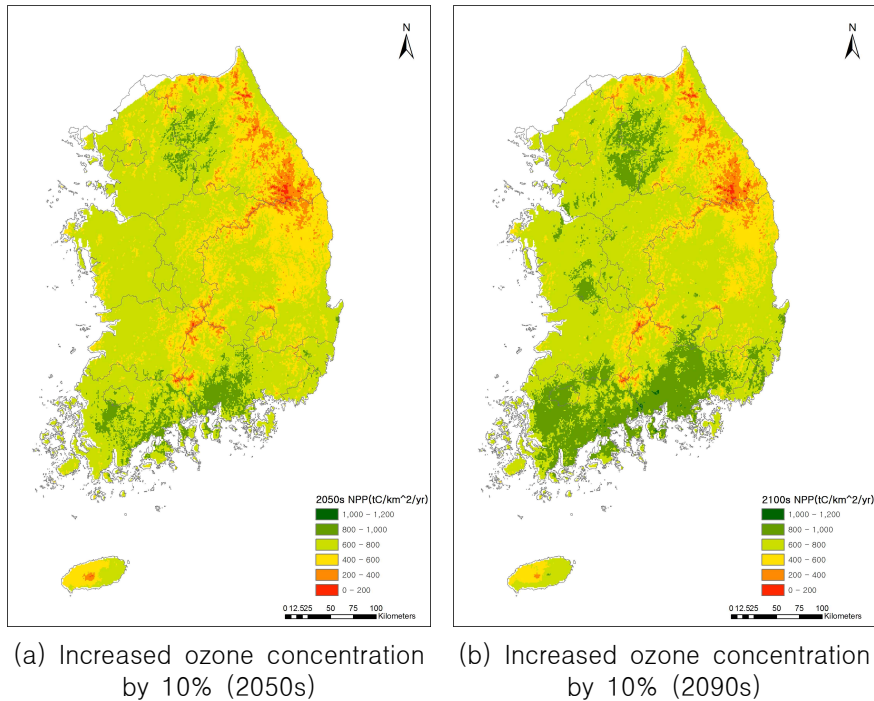 N
2050s NPP(tC/km^2/yr)
1,000 - 1,200
800 - 1,000
600 - 800
400 - 600
200 - 400
0 - 200
0 12.525 50 75 100
Kilometers
(a) Increased ozone concentration
by 10% (2050s)
N
2100s NPP(tC/km^2/yr)
1,000 - 1,200
800 - 1,000
600 - 800
400 - 600
200 - 400
0 - 200
0 12.525 50 75 100
Kilometers
(b) Increased ozone concentration
by 10% (2090s)